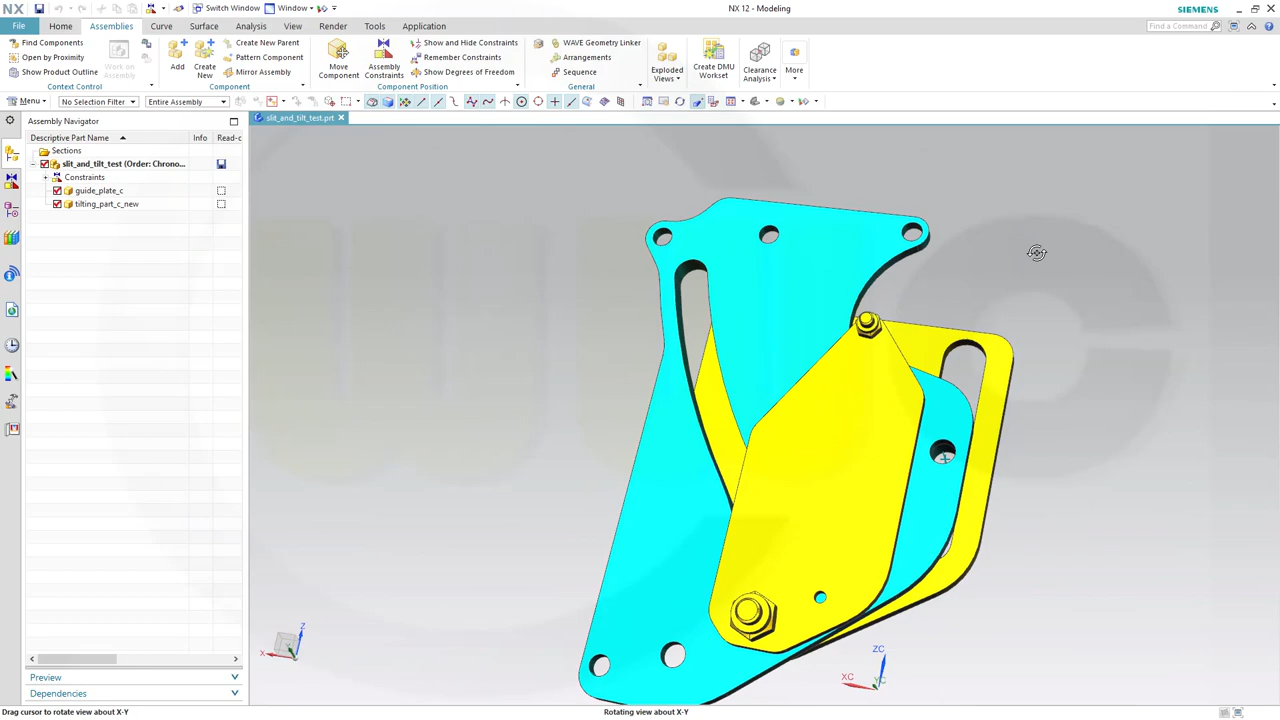 NX
Switch Window
Window
NX 12 - Modeling
SIEMENS
File
Home
Assemblies
Curve
Surface
Analysis
View
Render
Tools
Application
Find a Command
Find Components
Open by Proximity
Show Product Outline
Work on Assembly
Context Control
Add
Create New
Create New Parent
Pattern Component
Mirror Assembly
Component
Move Component
Assembly Constraints
Show and Hide Constraints
Remember Constraints
Show Degrees of Freedom
Component Position
WAVE Geometry Linker
Arrangements
Sequence
General
Exploded Views
Create DMU Workset
Clearance Analysis
More
Menu
No Selection Filter
Entire Assembly
Assembly Navigator
slit_and_tilt_test.prt
Descriptive Part Name
Info
Read-o
Sections
slit_and_tilt_test (Order: Chrono...
Constraints
guide_plate_c
tilting_part_c_new
Z
X
ZC
XC
YC
Preview
Dependencies
Drag cursor to rotate view about X-Y
Rotating view about X-Y